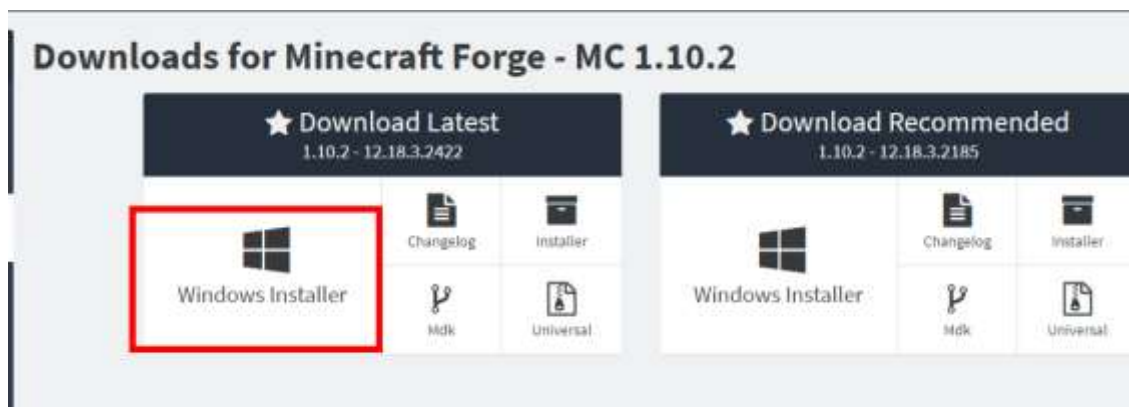 Downloads for Minecraft Forge - MC 1.10.2
Download Latest
1.10.2 - 12.18.3.2422
Windows Installer
Changelog
Installer
Mdk
Universal
Download Recommended
1.10.2 - 12.18.3.2185
Windows Installer
Changelog
Installer
Mdk
Universal